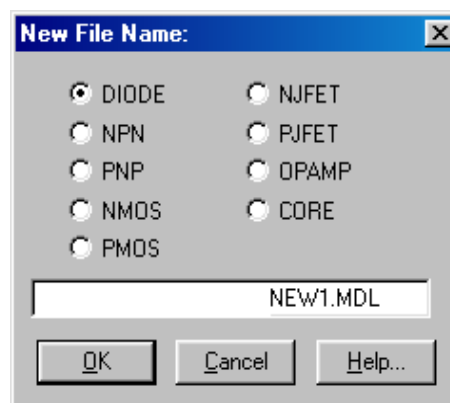 New File Name:
DIODE
NPN
PNP
NMOS
PMOS
NJFET
PJFET
OPAMP
CORE
NEW1.MDL
OK
Cancel
Help...